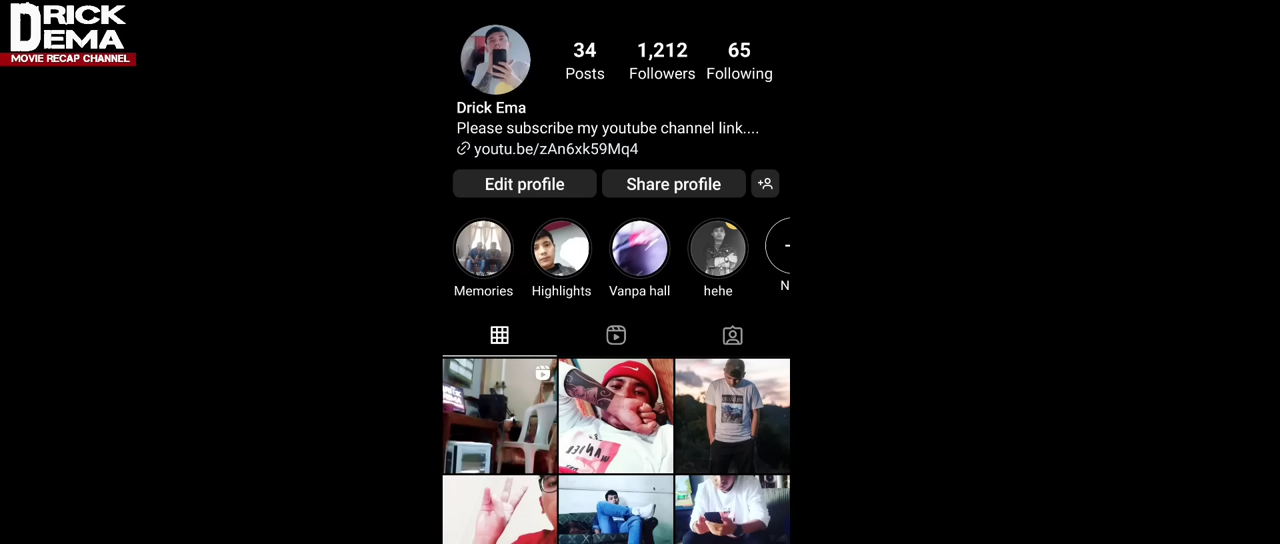 DRICK
DEMA
MOVIE RECAP CHANNEL
34 1,212 65
Posts Followers Following
Drick Ema
Please subscribe my youtube channel link....
youtu.be/zAn6xk59Mq4
Edit profile Share profile
Memories Highlights Vanpa hall hehe N